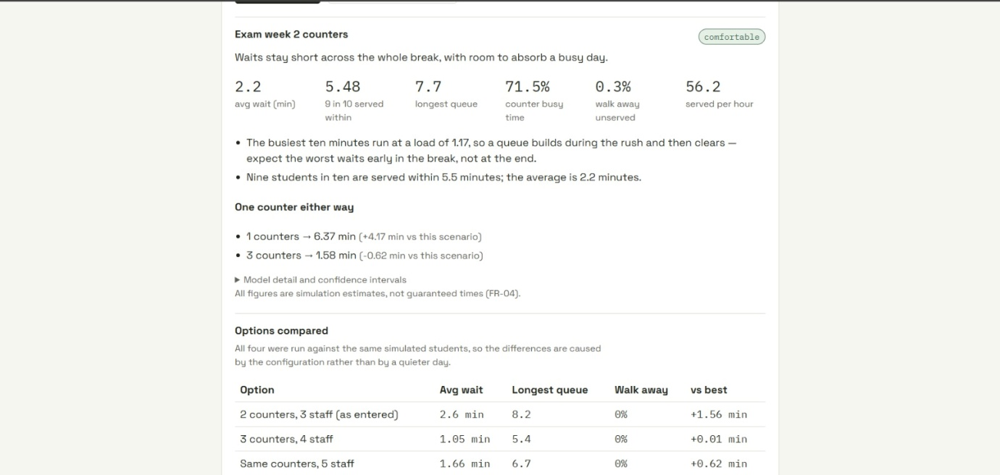 Exam week 2 counters
comfortable
Waits stay short across the whole break, with room to absorb a busy day.
2.2 5.48 7.7 71.5% 0.3% 56.2
avg wait (min) 9 in 10 served longest queue counter busy walk away served per hour
within time unserved
• The busiest ten minutes run at a load of 1.17, so a queue builds during the rush and then clears —
expect the worst waits early in the break, not at the end.
• Nine students in ten are served within 5.5 minutes; the average is 2.2 minutes.
One counter either way
• 1 counters → 6.37 min (+4.17 min vs this scenario)
• 3 counters → 1.58 min (-0.62 min vs this scenario)
▶ Model detail and confidence intervals
All figures are simulation estimates, not guaranteed times (FR-04).
Options compared
All four were run against the same simulated students, so the differences are caused
by the configuration rather than by a quieter day.
Option Avg wait Longest queue Walk away vs best
2 counters, 3 staff (as entered) 2.6 min 8.2 0% +1.56 min
3 counters, 4 staff 1.05 min 5.4 0% +0.01 min
Same counters, 5 staff 1.66 min 6.7 0% +0.62 min